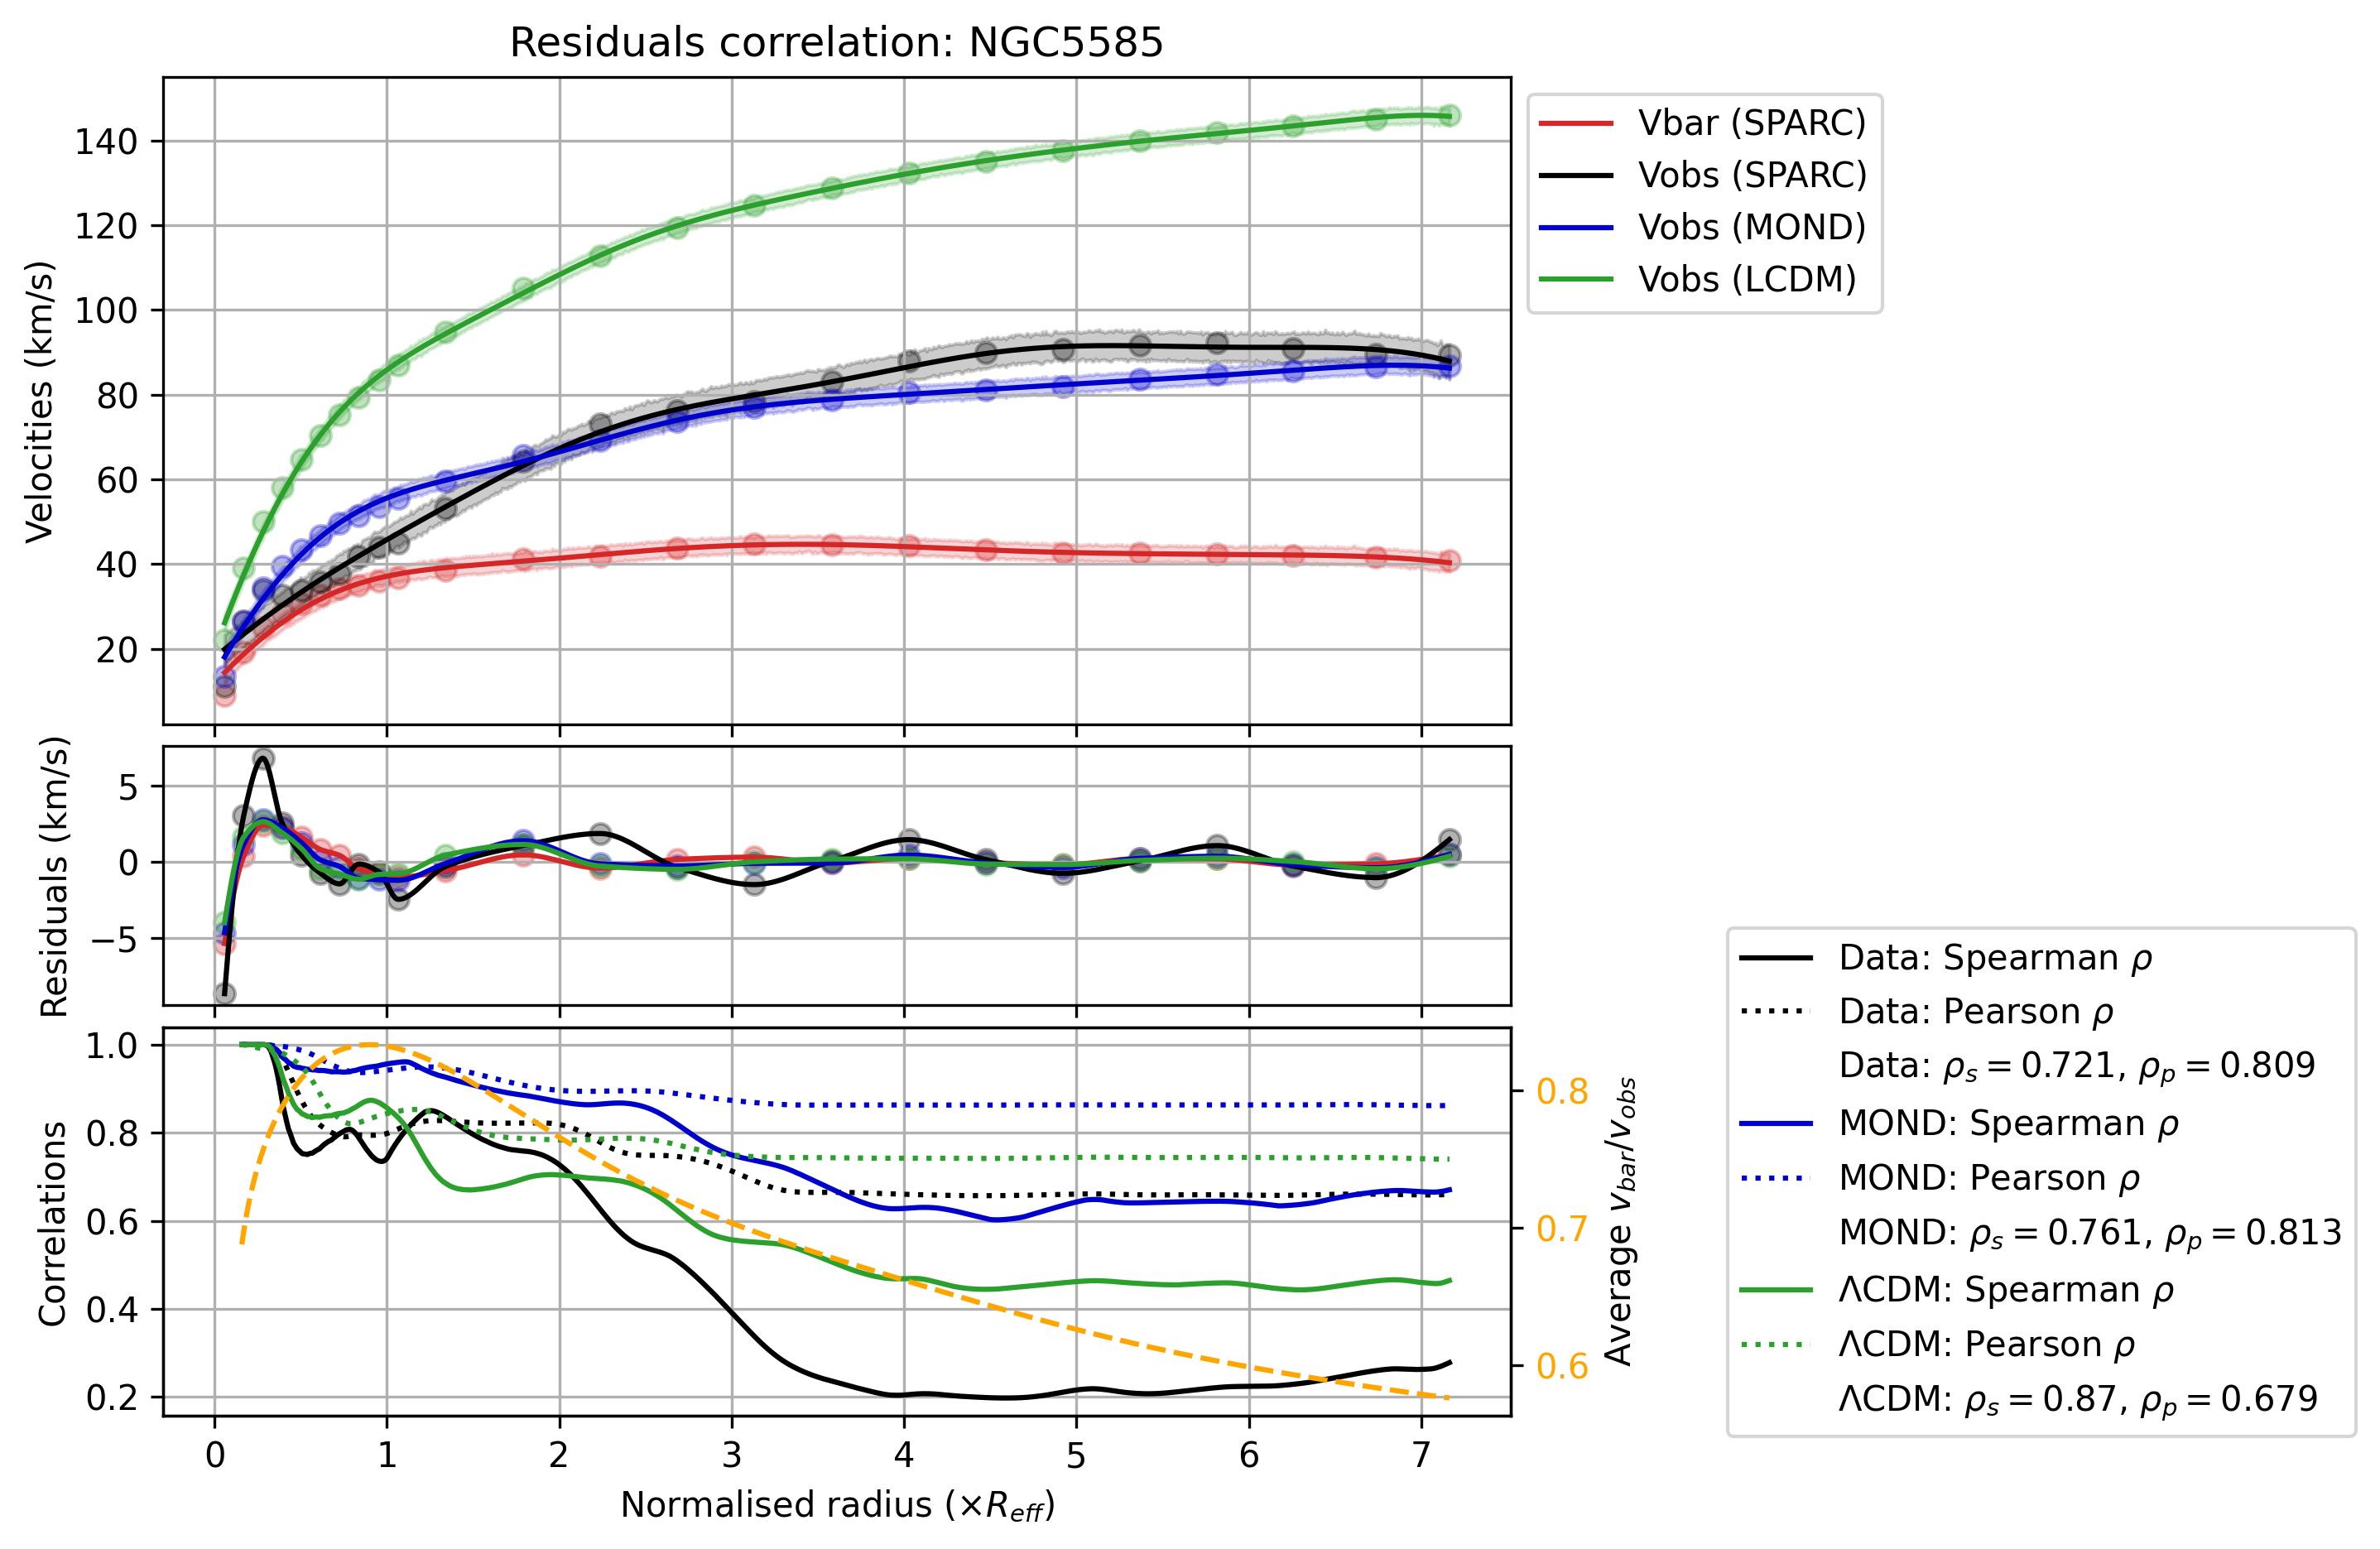 Residuals correlation: NGC5585
Velocities (km/s)
140
120
100
80
60
40
20
Vbar (SPARC)
Vobs (SPARC)
Vobs (MOND)
Vobs (LCDM)
Residuals (km/s)
5
0
−5
Correlations
1.0
0.8
0.6
0.4
0.2
0.8
0.7
0.6
Average v_bar/v_obs
0 1 2 3 4 5 6 7
Normalised radius (×R_eff)
Data: Spearman ρ
Data: Pearson ρ
Data: ρ_s = 0.721, ρ_p = 0.809
MOND: Spearman ρ
MOND: Pearson ρ
MOND: ρ_s = 0.761, ρ_p = 0.813
ΛCDM: Spearman ρ
ΛCDM: Pearson ρ
ΛCDM: ρ_s = 0.87, ρ_p = 0.679